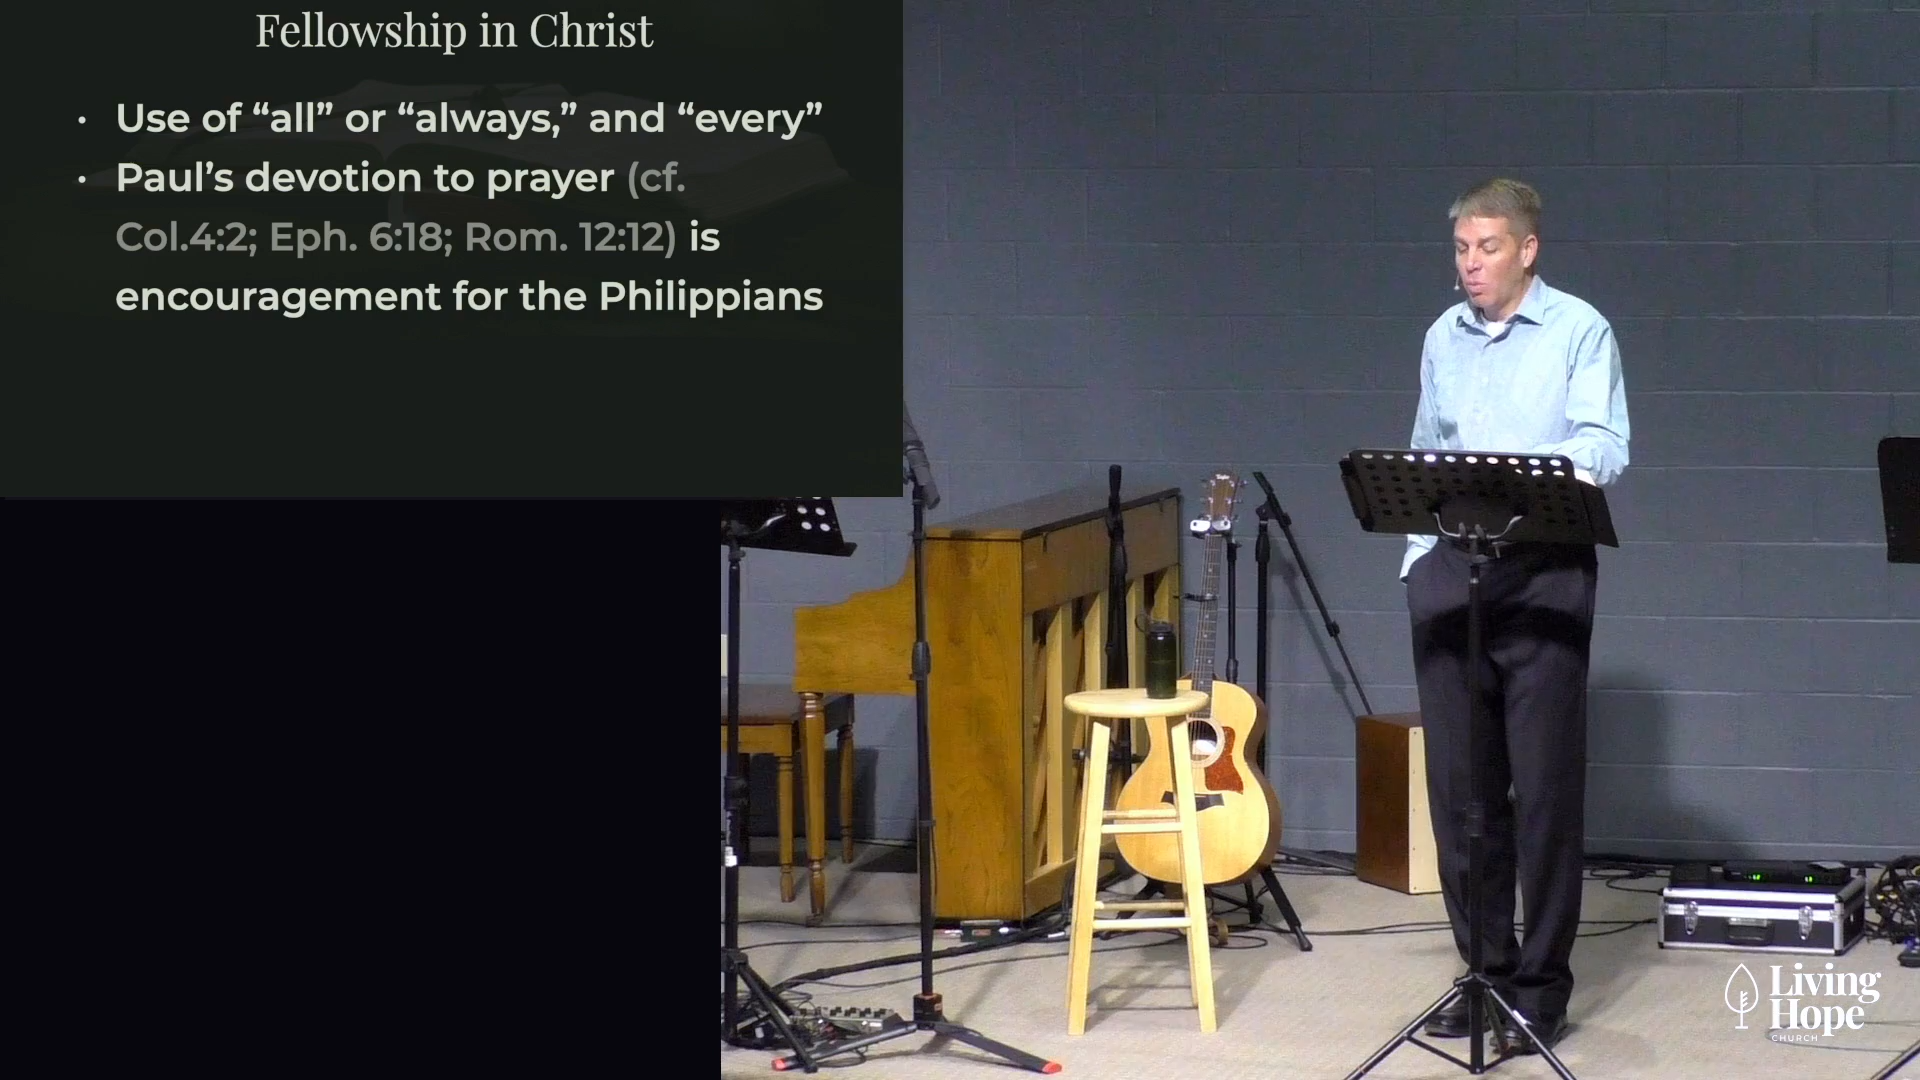 Fellowship in Christ
• Use of “all” or “always,” and “every”
• Paul’s devotion to prayer (cf.
Col.4:2; Eph. 6:18; Rom. 12:12) is
encouragement for the Philippians
Living
Hope
CHURCH